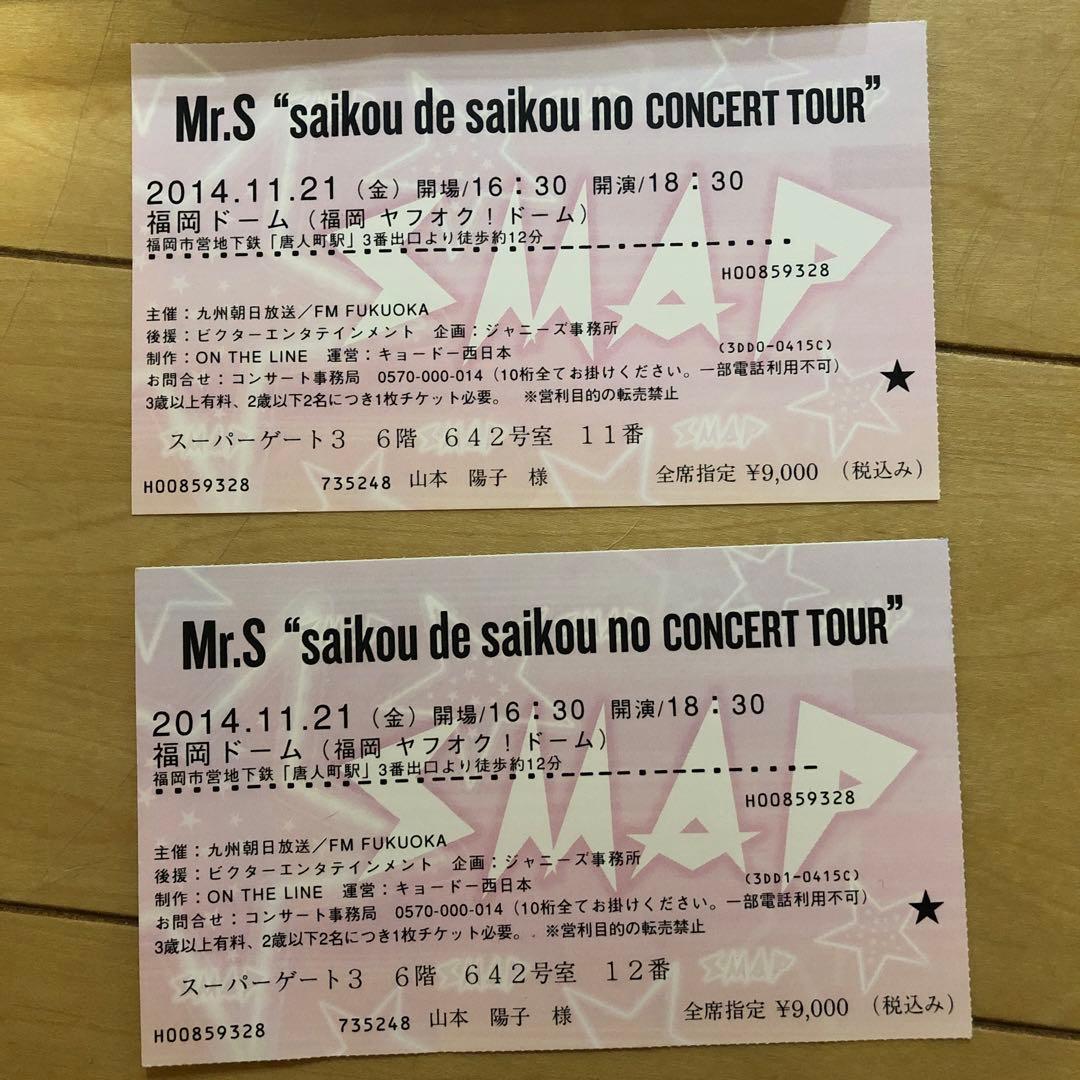 Mr.S “saikou de saikou no CONCERT TOUR”
2014.11.21（金）開場/16：30 開演/18：30
福岡ドーム（福岡 ヤフオク！ドーム）
福岡市営地下鉄「唐人町駅」3番出口より徒歩約12分
SMAP
H00859328
主催：九州朝日放送／FM FUKUOKA
後援：ビクターエンタテインメント 企画：ジャニーズ事務所
制作：ON THE LINE 運営：キョードー西日本 (3DD0-0415C)
お問合せ：コンサート事務局 0570-000-014（10桁全てお掛けください。一部電話利用不可） ★
3歳以上有料、2歳以下2名につき1枚チケット必要。 ※営利目的の転売禁止
SMAP
スーパーゲート３ ６階 ６４２号室 １１番
H00859328 735248 山本 陽子 様 全席指定 ¥9,000 （税込み）
Mr.S “saikou de saikou no CONCERT TOUR”
2014.11.21（金）開場/16：30 開演/18：30
福岡ドーム（福岡 ヤフオク！ドーム）
福岡市営地下鉄「唐人町駅」3番出口より徒歩約12分
SMAP
H00859328
主催：九州朝日放送／FM FUKUOKA
後援：ビクターエンタテインメント 企画：ジャニーズ事務所
制作：ON THE LINE 運営：キョードー西日本 (3DD1-0415C)
お問合せ：コンサート事務局 0570-000-014（10桁全てお掛けください。一部電話利用不可） ★
3歳以上有料、2歳以下2名につき1枚チケット必要。 ※営利目的の転売禁止
SMAP
スーパーゲート３ ６階 ６４２号室 １２番
H00859328 735248 山本 陽子 様 全席指定 ¥9,000 （税込み）